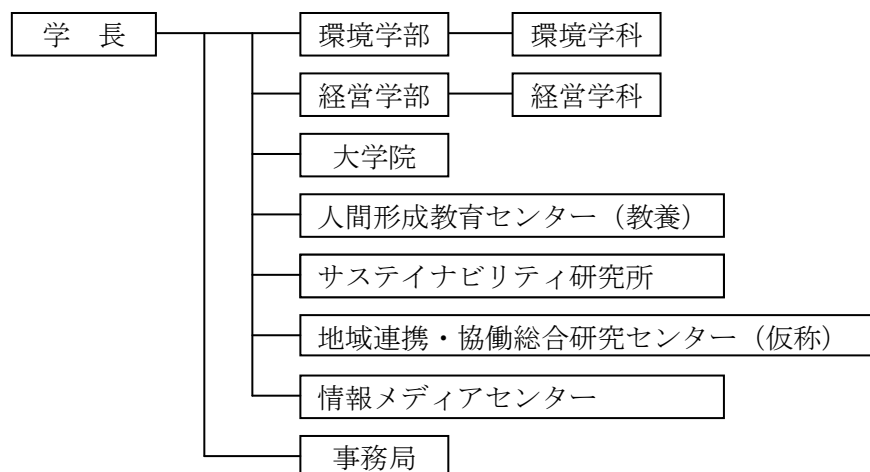 学　長
環境学部
環境学科
経営学部
経営学科
大学院
人間形成教育センター（教養）
サステイナビリティ研究所
地域連携・協働総合研究センター（仮称）
情報メディアセンター
事務局